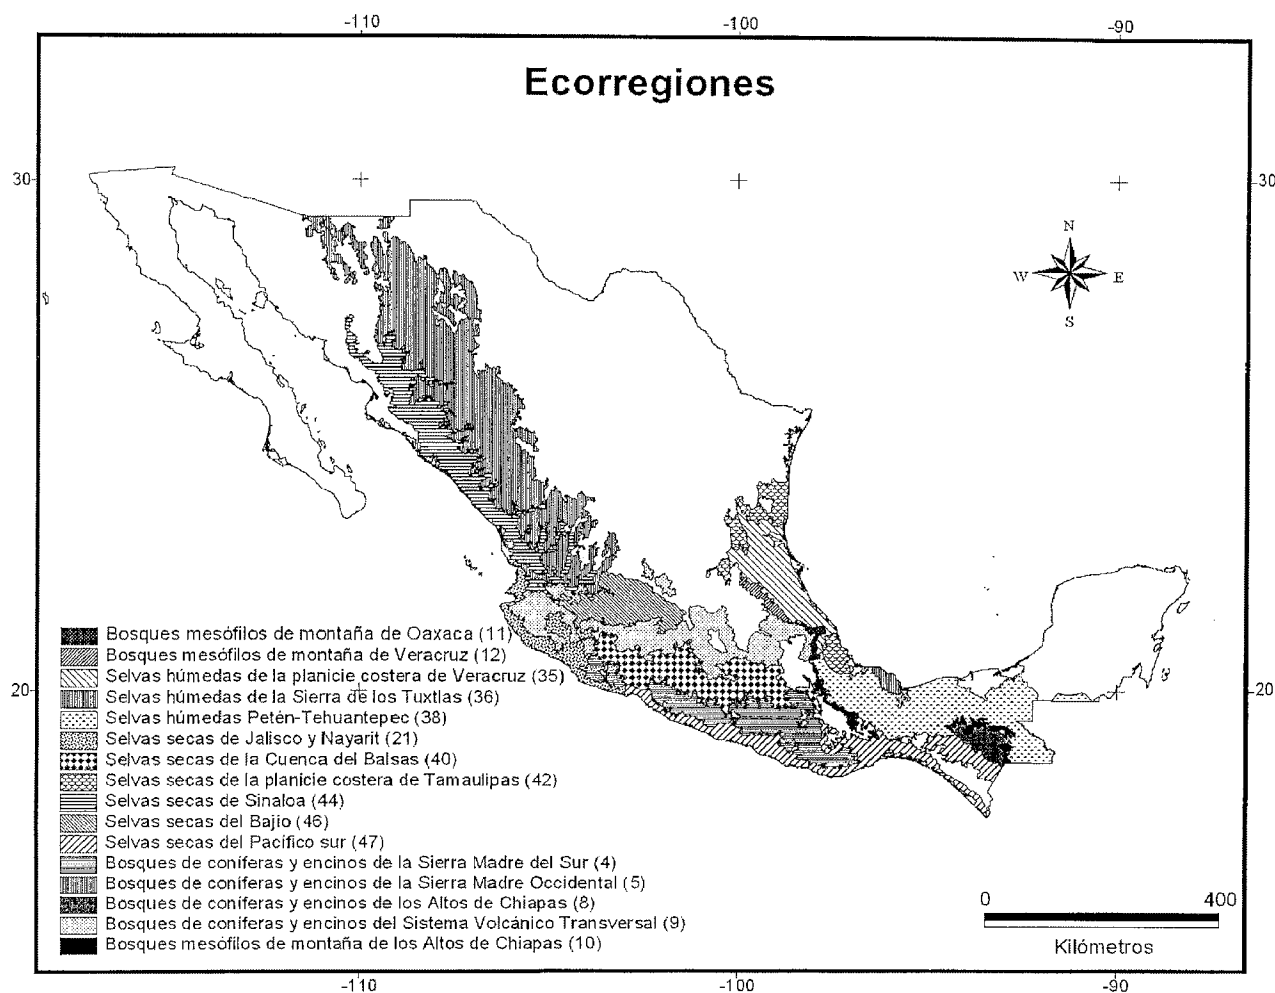 -110 -100 -90
Ecorregiones
30 30
N
W E
S
Bosques mesófilos de montaña de Oaxaca (11)
Bosques mesófilos de montaña de Veracruz (12)
Selvas húmedas de la planicie costera de Veracruz (35)
20 20
Selvas húmedas de la Sierra de los Tuxtlas (36)
Selvas húmedas Petén-Tehuantepec (38)
Selvas secas de Jalisco y Nayarit (21)
Selvas secas de la Cuenca del Balsas (40)
Selvas secas de la planicie costera de Tamaulipas (42)
Selvas secas de Sinaloa (44)
Selvas secas del Bajío (46)
Selvas secas del Pacífico sur (47)
Bosques de coníferas y encinos de la Sierra Madre del Sur (4)
Bosques de coníferas y encinos de la Sierra Madre Occidental (5)
Bosques de coníferas y encinos de los Altos de Chiapas (8)
Bosques de coníferas y encinos del Sistema Volcánico Transversal (9)
Bosques mesófilos de montaña de los Altos de Chiapas (10)
0 400
Kilómetros
-110 -100 -90